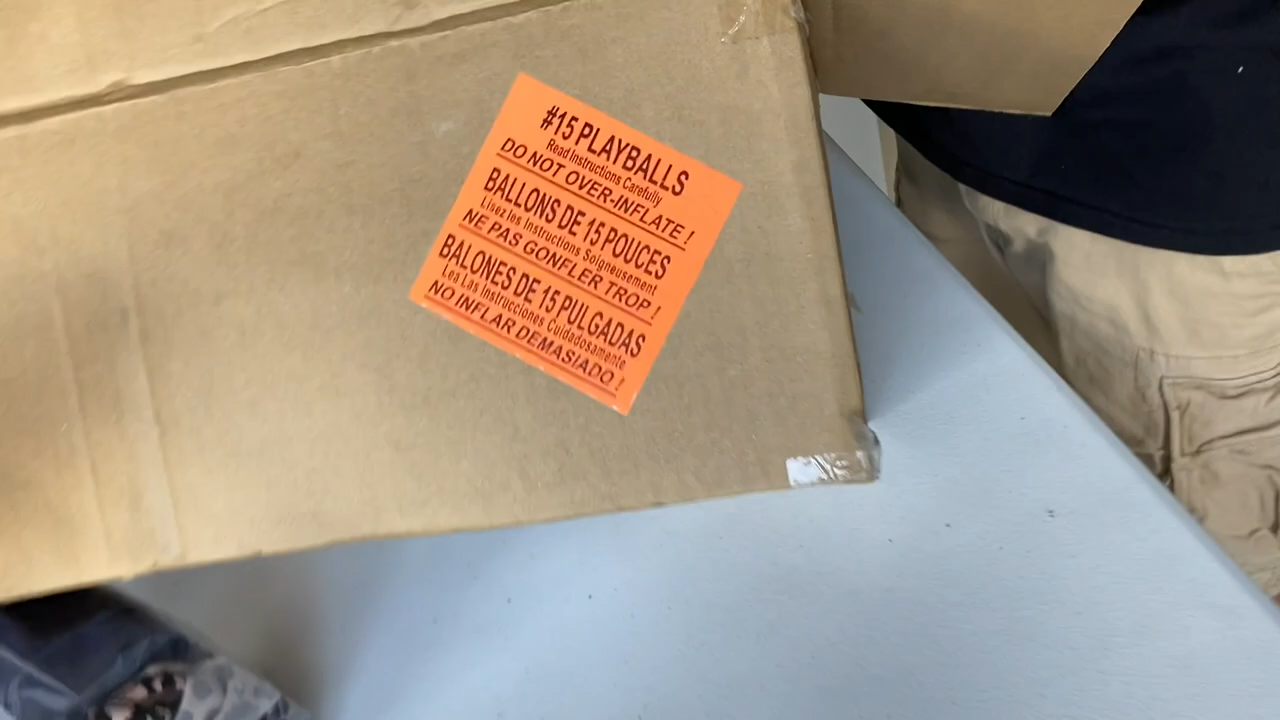 #15 PLAYBALLS
Read Instructions Carefully
DO NOT OVER-INFLATE !
BALLONS DE 15 POUCES
Lisez les Instructions Soigneusement
NE PAS GONFLER TROP !
BALONES DE 15 PULGADAS
Lea Las Instrucciones Cuidadosamente
NO INFLAR DEMASIADO !